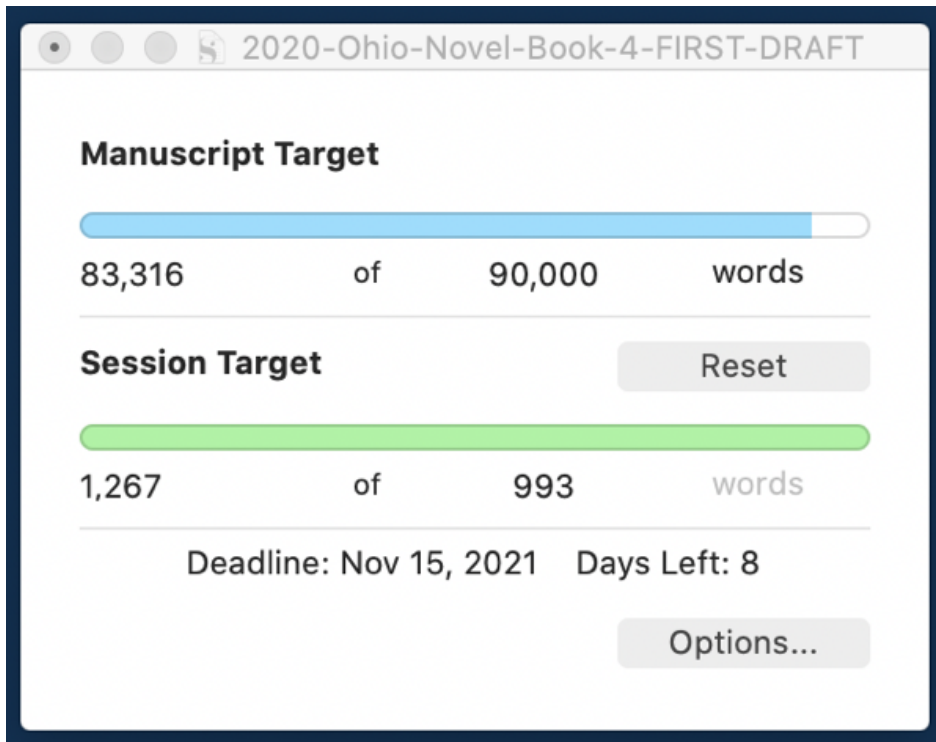 2020-Ohio-Novel-Book-4-FIRST-DRAFT
Manuscript Target
83,316 of 90,000 words
Session Target Reset
1,267 of 993 words
Deadline: Nov 15, 2021 Days Left: 8
Options...